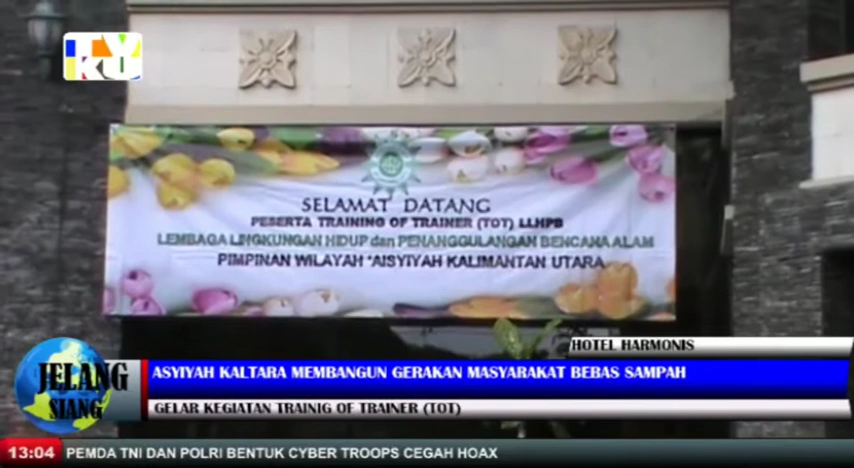 iKY
SELAMAT DATANG
PESERTA TRAINING OF TRAINER (TOT) LLHPB
LEMBAGA LINGKUNGAN HIDUP dan PENANGGULANGAN BENCANA ALAM
PIMPINAN WILAYAH 'AISYIYAH KALIMANTAN UTARA
HOTEL HARMONIS
JELANG
SIANG
ASYIYAH KALTARA MEMBANGUN GERAKAN MASYARAKAT BEBAS SAMPAH
GELAR KEGIATAN TRAINIG OF TRAINER (TOT)
13:04 PEMDA TNI DAN POLRI BENTUK CYBER TROOPS CEGAH HOAX